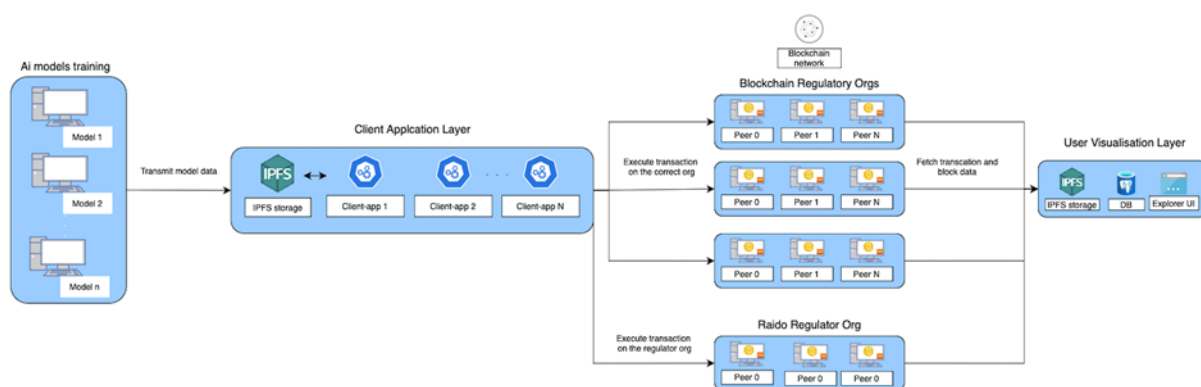 Ai models training
Model 1
Model 2
Model n
Transmit model data
Client Applcation Layer
IPFS
IPFS storage
Client-app 1
Client-app 2
Client-app N
Execute transaction
on the correct org
Execute transaction
on the regulator org
Blockchain
network
Blockchain Regulatory Orgs
Peer 0
Peer 1
Peer N
Peer 0
Peer 1
Peer N
Peer 0
Peer 1
Peer N
Raido Regulator Org
Peer 0
Peer 0
Peer 0
Fetch transcation and
block data
User Visualisation Layer
IPFS
IPFS storage
DB
Explorer UI